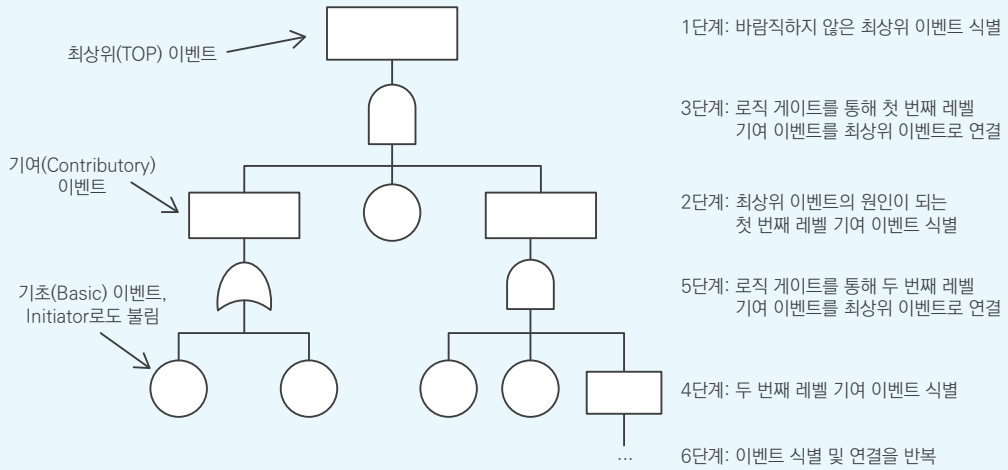 최상위(TOP) 이벤트
1단계: 바람직하지 않은 최상위 이벤트 식별
3단계: 로직 게이트를 통해 첫 번째 레벨
기여 이벤트를 최상위 이벤트로 연결
기여(Contributory)
이벤트
2단계: 최상위 이벤트의 원인이 되는
첫 번째 레벨 기여 이벤트 식별
기초(Basic) 이벤트,
Initiator로도 불림
5단계: 로직 게이트를 통해 두 번째 레벨
기여 이벤트를 최상위 이벤트로 연결
4단계: 두 번째 레벨 기여 이벤트 식별
...
6단계: 이벤트 식별 및 연결을 반복